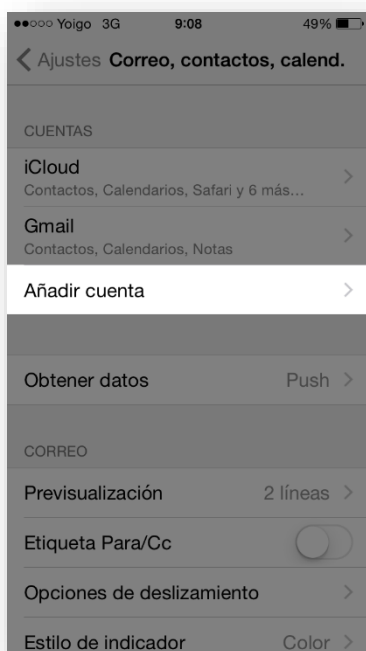 Yoigo 3G 9:08 49%
Ajustes Correo, contactos, calend.
CUENTAS
iCloud
Contactos, Calendarios, Safari y 6 más...
Gmail
Contactos, Calendarios, Notas
Añadir cuenta
Obtener datos Push
CORREO
Previsualización 2 líneas
Etiqueta Para/Cc
Opciones de deslizamiento
Estilo de indicador Color